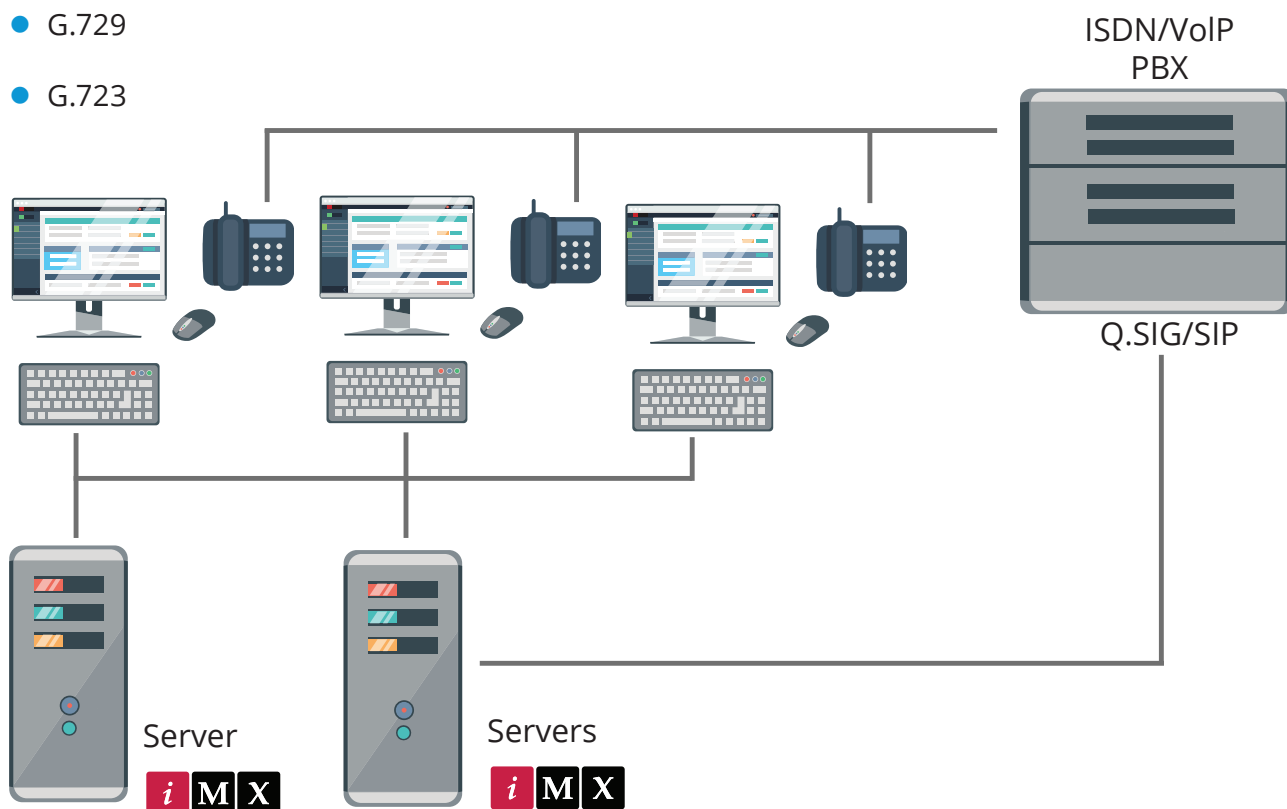 G.729
G.723
ISDN/VoIP
PBX
Q.SIG/SIP
Server
iMX
Servers
iMX